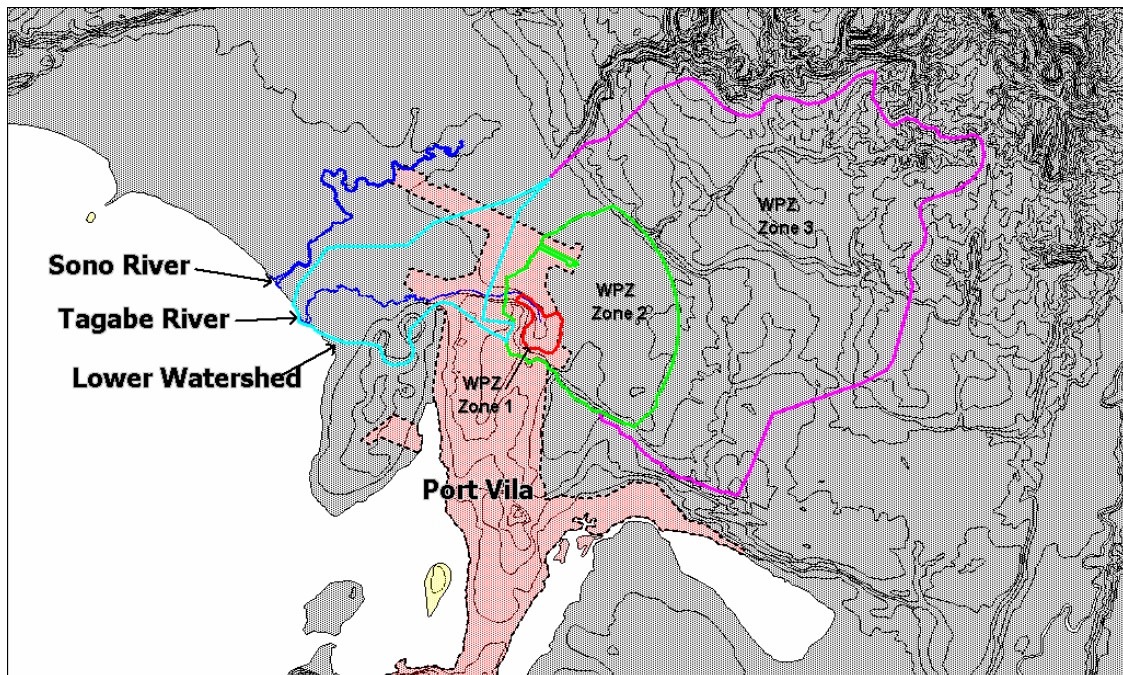 WPZ
Zone 3
Sono River
WPZ
Zone 2
Tagabe River
Lower Watershed
WPZ
Zone 1
Port Vila